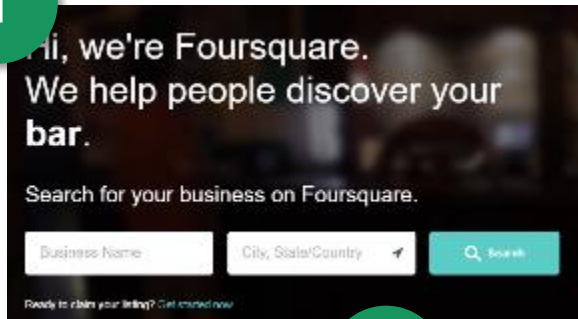 Hi, we're Foursquare.
We help people discover your
bar.
Search for your business on Foursquare.
Business Name
City, State/Country
Search
Ready to claim your listing? Get started now